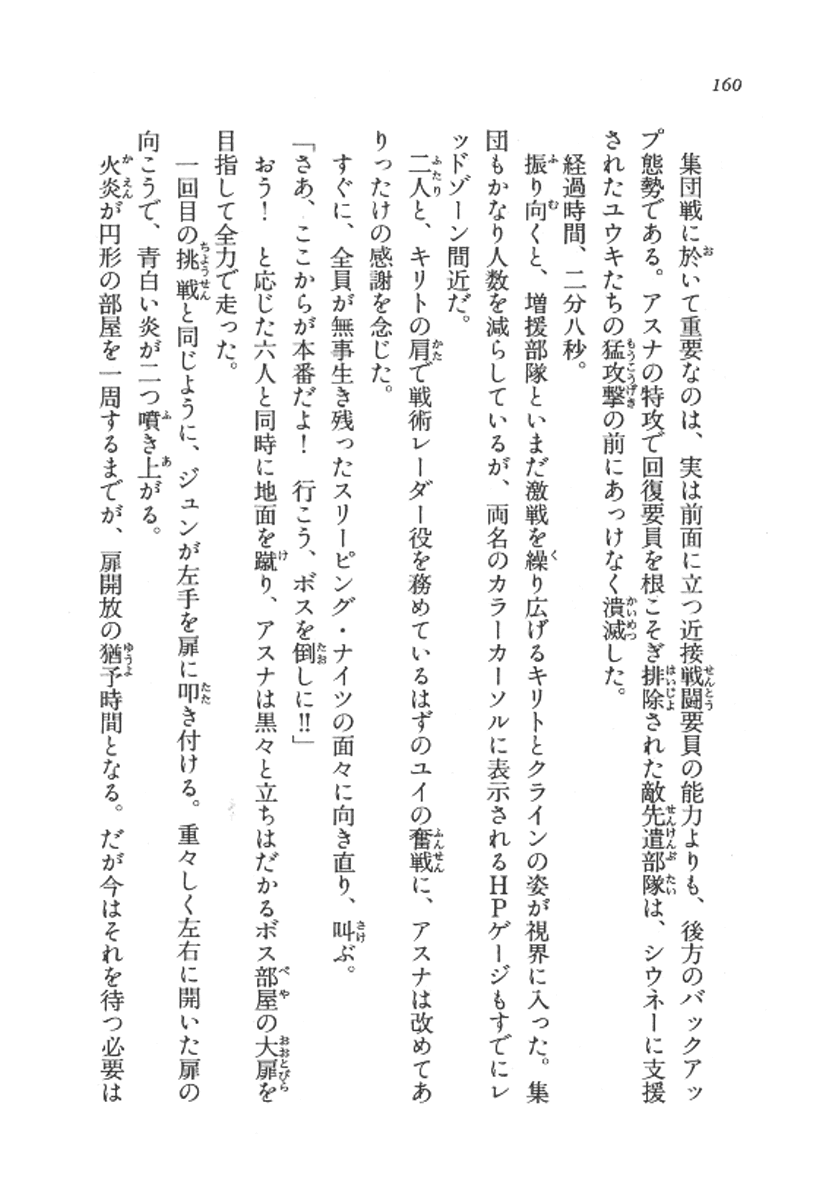 160
集団戦に於いて重要なのは、実は前面に立つ近接戦闘要員の能力よりも、後方のバックアッ
プ態勢である。アスナの特攻で回復要員を根こそぎ排除された敵先遣部隊は、シウネーに支援
されたユウキたちの猛攻撃の前にあっけなく潰滅した。
経過時間、二分八秒。
振り向くと、増援部隊といまだ激戦を繰り広げるキリトとクラインの姿が視界に入った。集
団もかなり人数を減らしているが、両名のカラーカーソルに表示されるHPゲージもすでにレ
ッドゾーン間近だ。
二人と、キリトの肩で戦術レーダー役を務めているはずのユイの奮戦に、アスナは改めてあ
りったけの感謝を念じた。
すぐに、全員が無事生き残ったスリーピング・ナイツの面々に向き直り、叫ぶ。
「さあ、ここからが本番だよ！　行こう、ボスを倒しに!!」
おう！　と応じた六人と同時に地面を蹴り、アスナは黒々と立ちはだかるボス部屋の大扉を
目指して全力で走った。
一回目の挑戦と同じように、ジュンが左手を扉に叩き付ける。重々しく左右に開いた扉の
向こうで、青白い炎が二つ噴き上がる。
火炎が円形の部屋を一周するまでが、扉開放の猶予時間となる。だが今はそれを待つ必要は